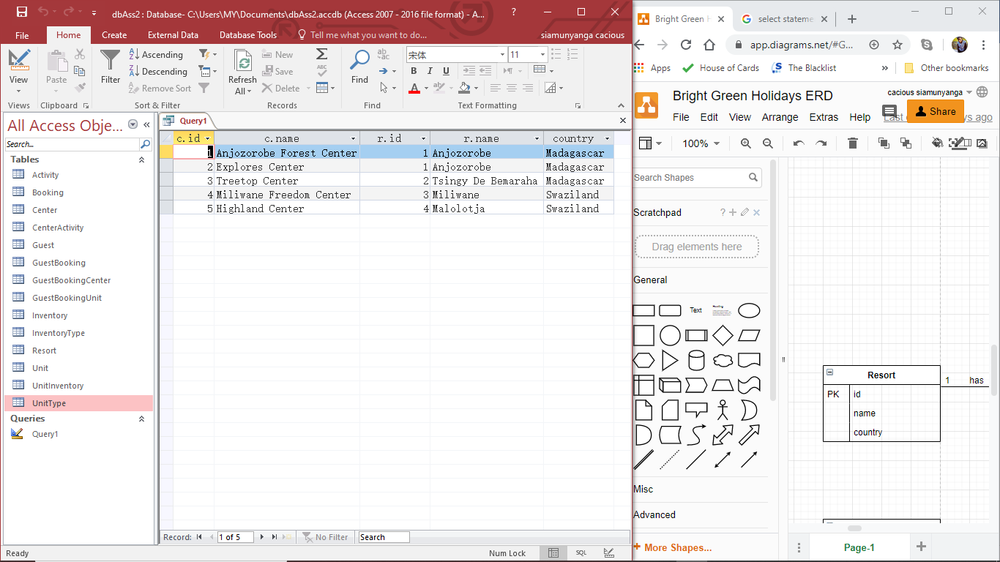 dbAss2 : Database- C:\Users\MY\Documents\dbAss2.accdb (Access 2007 - 2016 file format) - A...
?
File Home Create External Data Database Tools Tell me what you want to do... siamunyanga cacious
View Paste Filter Ascending Descending Remove Sort Refresh All New Save Delete Find 宋体 11
B I U A
Views Clipboard Sort & Filter Records Find Text Formatting
All Access Obje...
Search...
Tables
Activity
Booking
Center
CenterActivity
Guest
GuestBooking
GuestBookingCenter
GuestBookingUnit
Inventory
InventoryType
Resort
Unit
UnitInventory
UnitType
Queries
Query1
Query1
c.id c.name r.id r.name country
1 Anjozorobe Forest Center 1 Anjozorobe Madagascar
2 Explores Center 1 Anjozorobe Madagascar
3 Treetop Center 2 Tsingy De Bemaraha Madagascar
4 Miliwane Freedom Center 3 Miliwane Swaziland
5 Highland Center 4 Malolotja Swaziland
Record: 1 of 5 No Filter Search
Ready Num Lock SQL
Bright Green H select stateme
app.diagrams.net/#G...
Apps House of Cards The Blacklist » Other bookmarks
Bright Green Holidays ERD cacious siamunyanga
File Edit View Arrange Extras Help Share
100%
Search Shapes
Scratchpad ?
Drag elements here
General
Text
Misc
Advanced
+ More Shapes...
Resort
PK id
name
country
1 has
Page-1